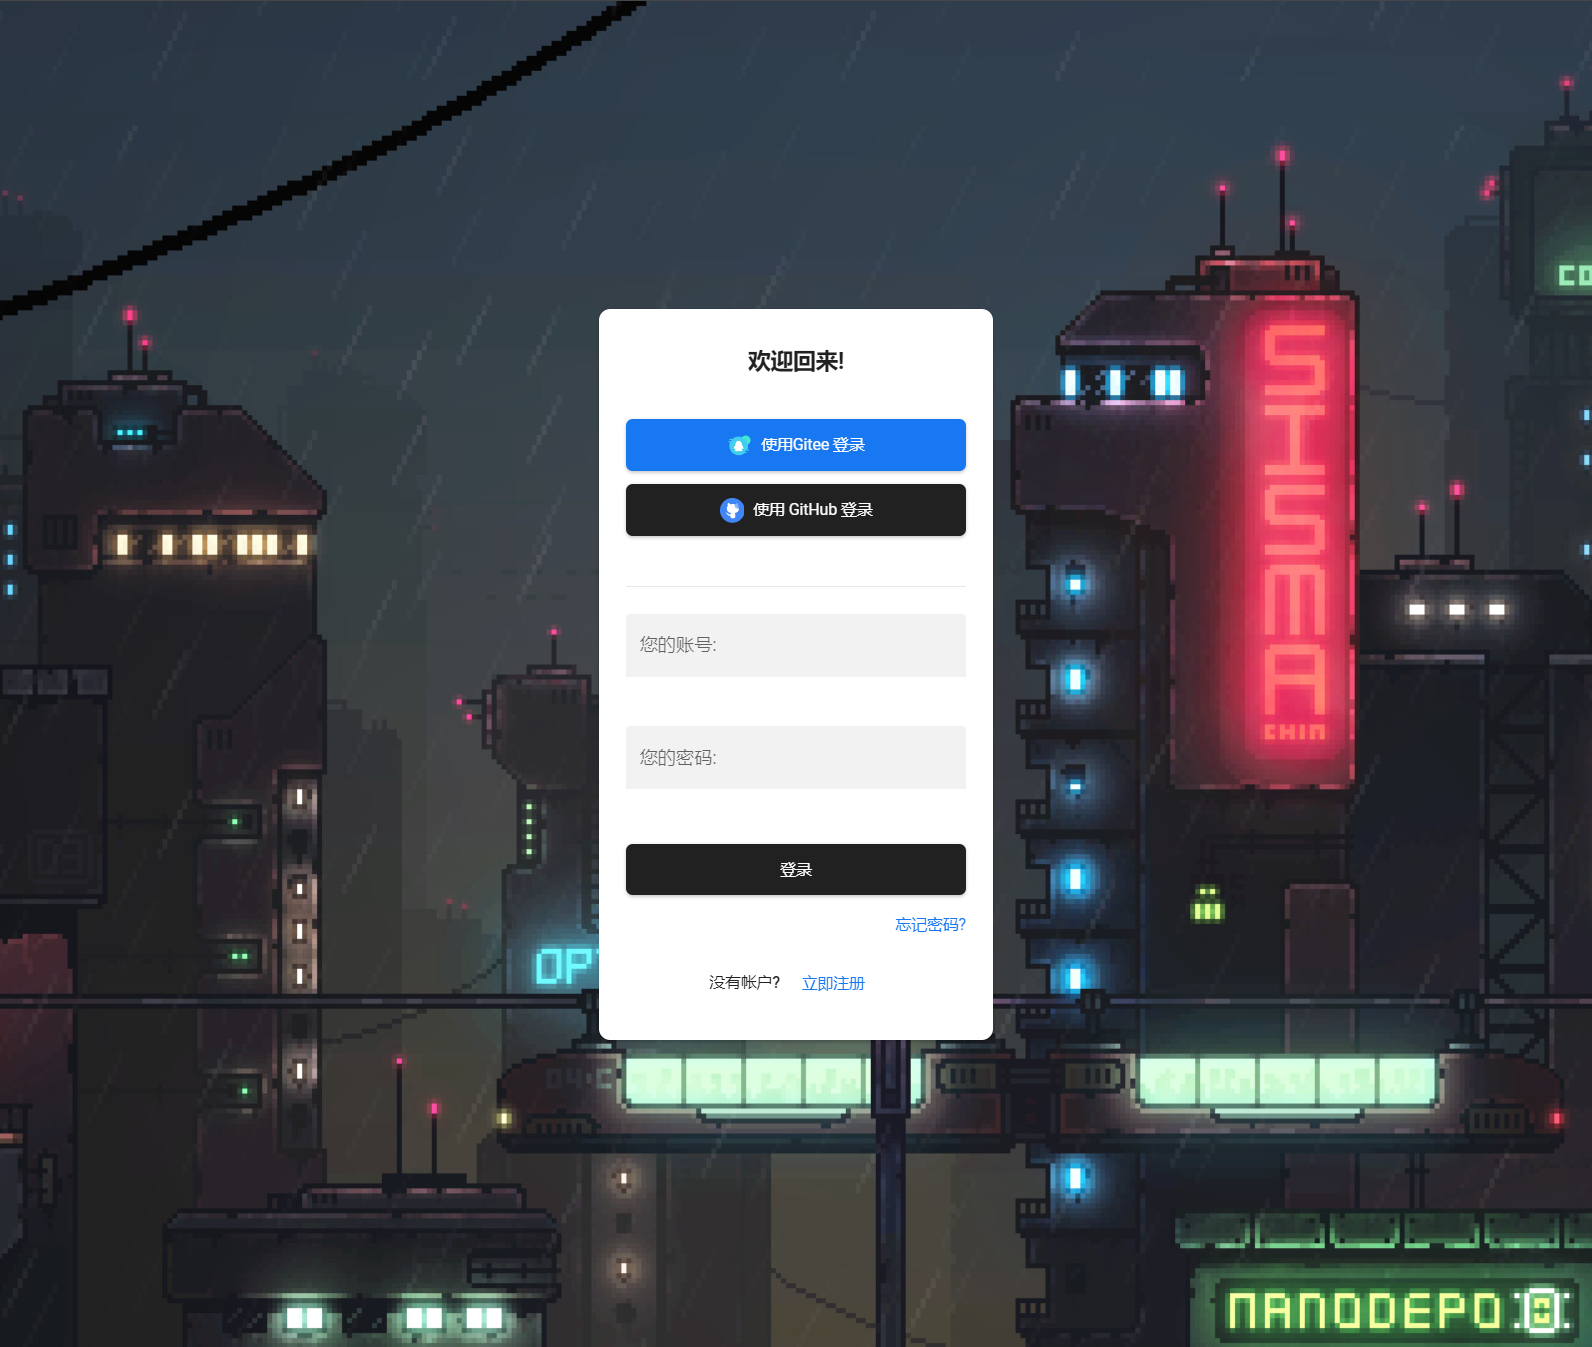 CO
STSMA
CHIN
欢迎回来!
使用Gitee 登录
使用 GitHub 登录
您的账号:
您的密码:
登录
忘记密码?
OP
没有帐户? 立即注册
NANODEPO